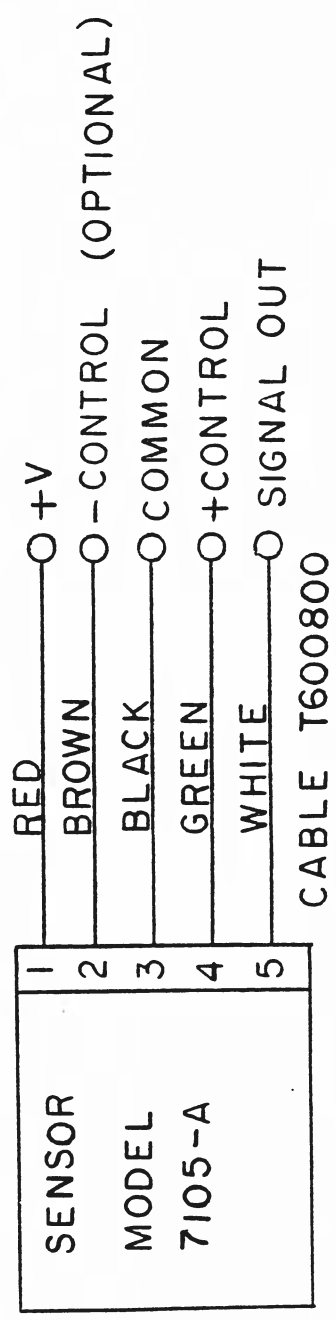 SENSOR
MODEL
7105-A
1 RED +V
2 BROWN -CONTROL (OPTIONAL)
3 BLACK COMMON
4 GREEN +CONTROL
5 WHITE SIGNAL OUT
CABLE T600800